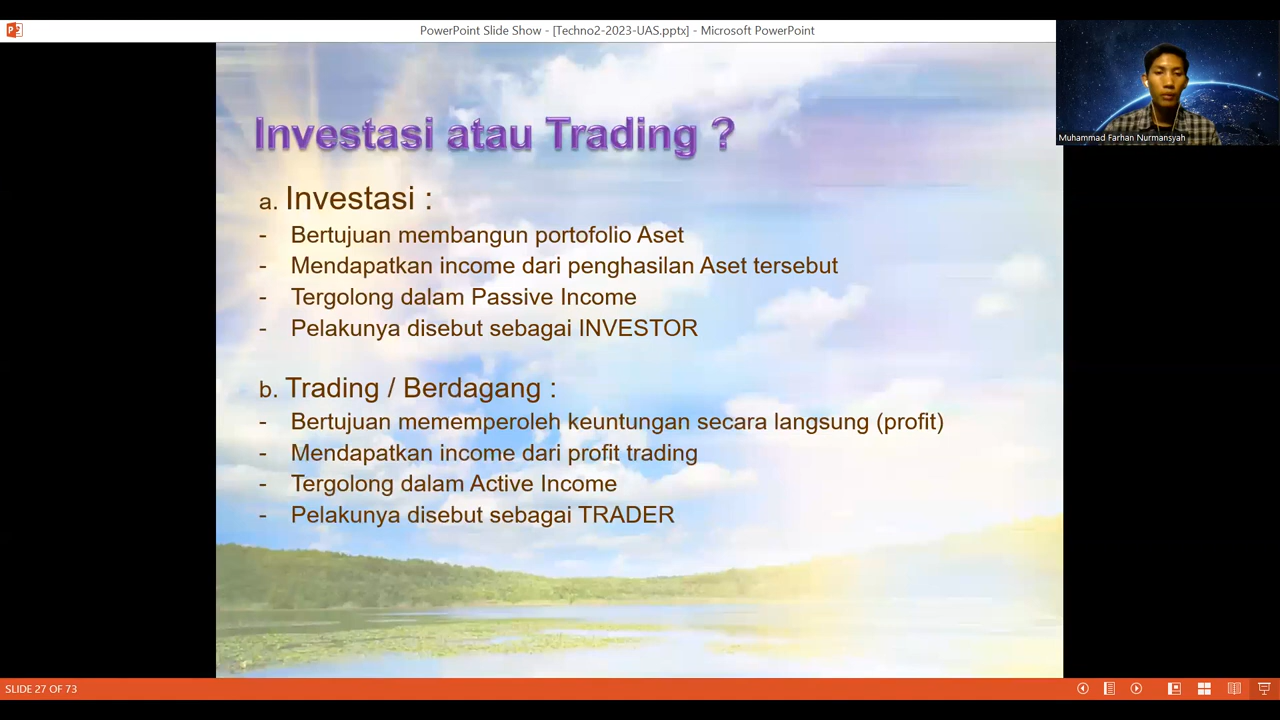 PowerPoint Slide Show - [Techno2-2023-UAS.pptx] - Microsoft PowerPoint
Muhammad Farhan Nurmansyah
Investasi atau Trading ?
a. Investasi :
- Bertujuan membangun portofolio Aset
- Mendapatkan income dari penghasilan Aset tersebut
- Tergolong dalam Passive Income
- Pelakunya disebut sebagai INVESTOR
b. Trading / Berdagang :
- Bertujuan mememperoleh keuntungan secara langsung (profit)
- Mendapatkan income dari profit trading
- Tergolong dalam Active Income
- Pelakunya disebut sebagai TRADER
SLIDE 27 OF 73